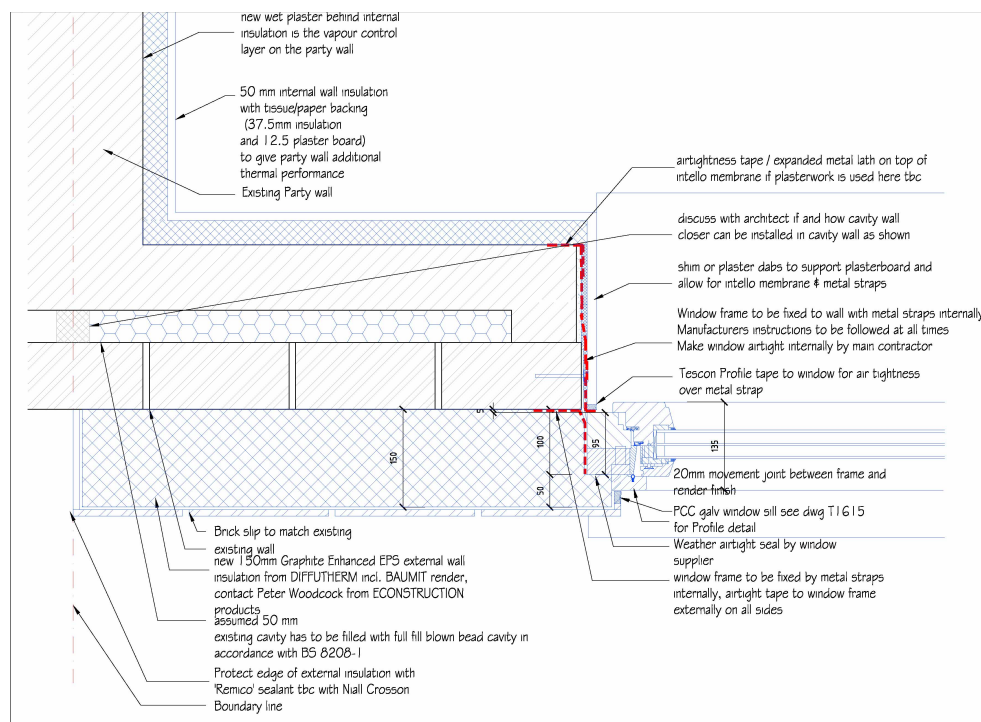 new wet plaster behind internal
insulation is the vapour control
layer on the party wall
50 mm internal wall insulation
with tissue/paper backing
(37.5mm insulation
and 12.5 plaster board)
to give party wall additional
thermal performance
Existing Party wall
airtightness tape / expanded metal lath on top of
intello membrane if plasterwork is used here tbc
discuss with architect if and how cavity wall
closer can be installed in cavity wall as shown
shim or plaster dabs to support plasterboard and
allow for intello membrane & metal straps
Window frame to be fixed to wall with metal straps internally
Manufacturers instructions to be followed at all times
Make window airtight internally by main contractor
Tescon Profile tape to window for air tightness
over metal strap
5
150
100
50
95
135
20mm movement joint between frame and
render finish
PCC galv window sill see dwg T1615
for Profile detail
Weather airtight seal by window
supplier
window frame to be fixed by metal straps
internally, airtight tape to window frame
externally on all sides
Brick slip to match existing
existing wall
new 150mm Graphite Enhanced EPS external wall
insulation from DIFFUTHERM incl. BAUMIT render,
contact Peter Woodcock from ECONSTRUCTION
products
assumed 50 mm
existing cavity has to be filled with full fill blown bead cavity in
accordance with BS 8208-1
Protect edge of external insulation with
'Remico' sealant tbc with Niall Crosson
Boundary line